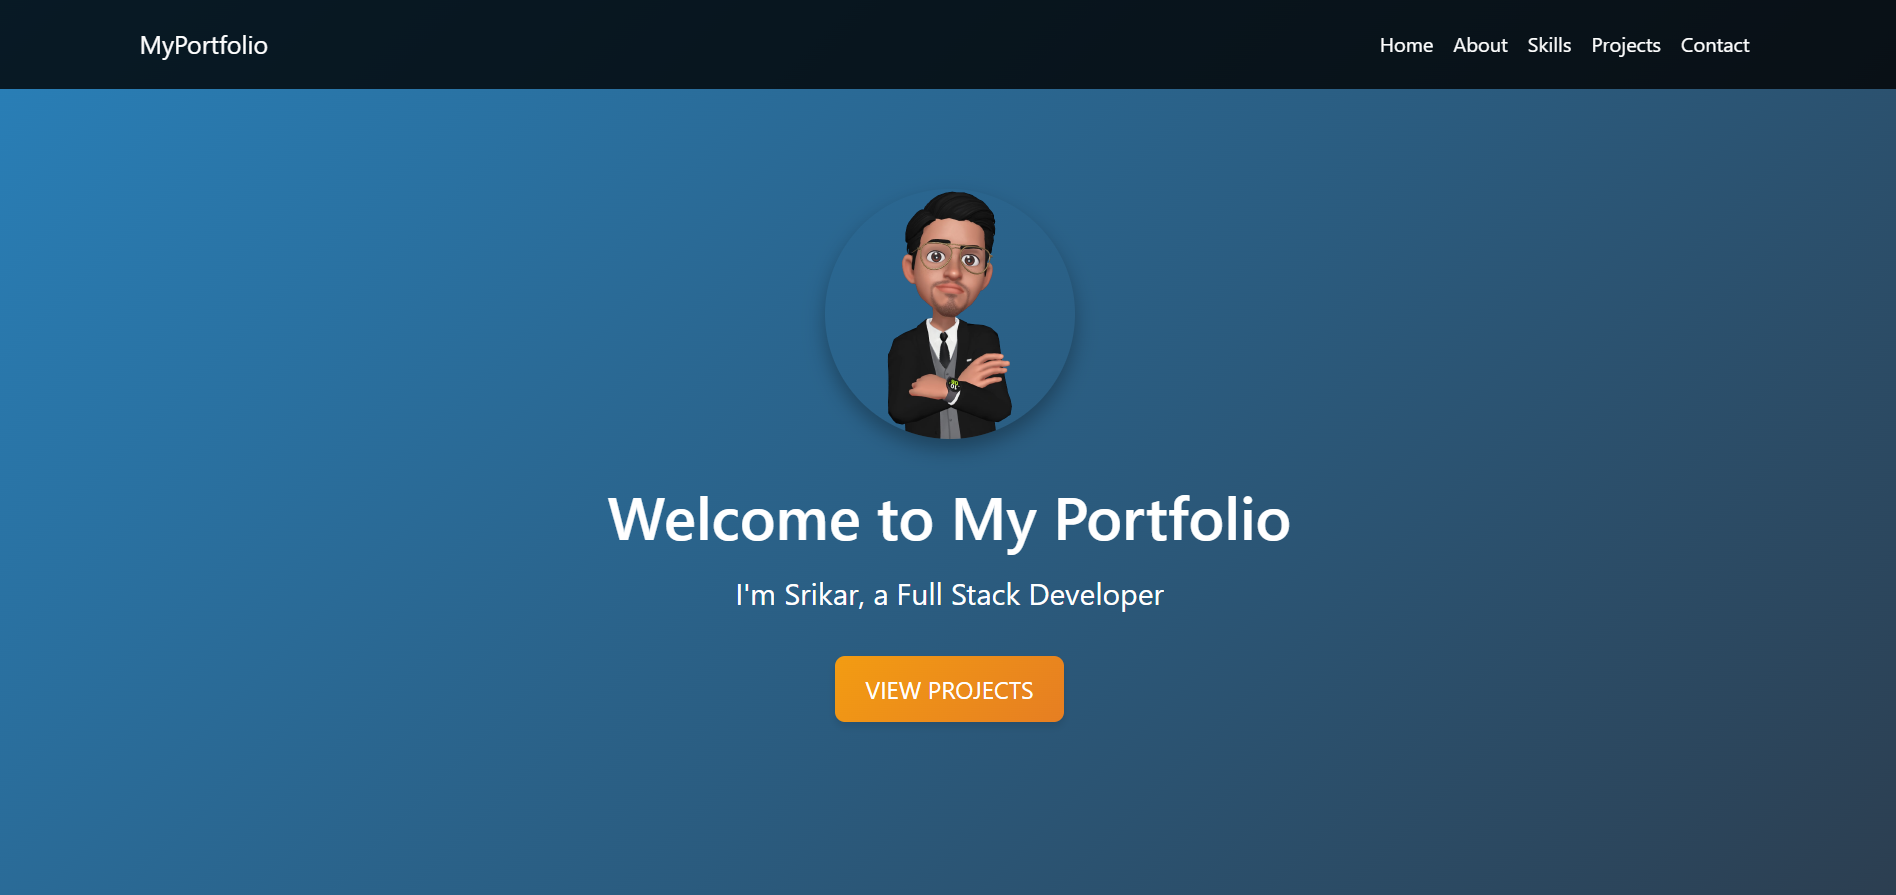 MyPortfolio
Home About Skills Projects Contact
Welcome to My Portfolio
I'm Srikar, a Full Stack Developer
VIEW PROJECTS